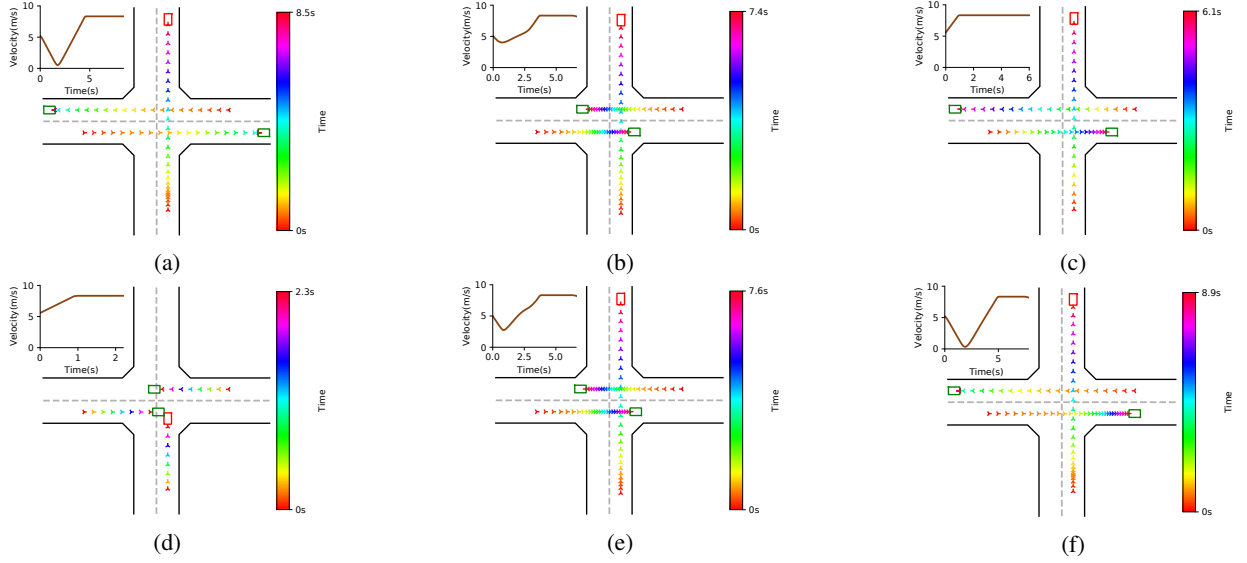 10
5
0
0
5
Velocity(m/s)
Time(s)
8.5s
0s
Time
(a)
10
5
0
0.0
2.5
5.0
Velocity(m/s)
Time(s)
7.4s
0s
Time
(b)
10
5
0
0
2
4
6
Velocity(m/s)
Time(s)
6.1s
0s
Time
(c)
10
5
0
0
1
2
Velocity(m/s)
Time(s)
2.3s
0s
Time
(d)
10
5
0
0.0
2.5
5.0
Velocity(m/s)
Time(s)
7.6s
0s
Time
(e)
10
5
0
0
5
Velocity(m/s)
Time(s)
8.9s
0s
Time
(f)